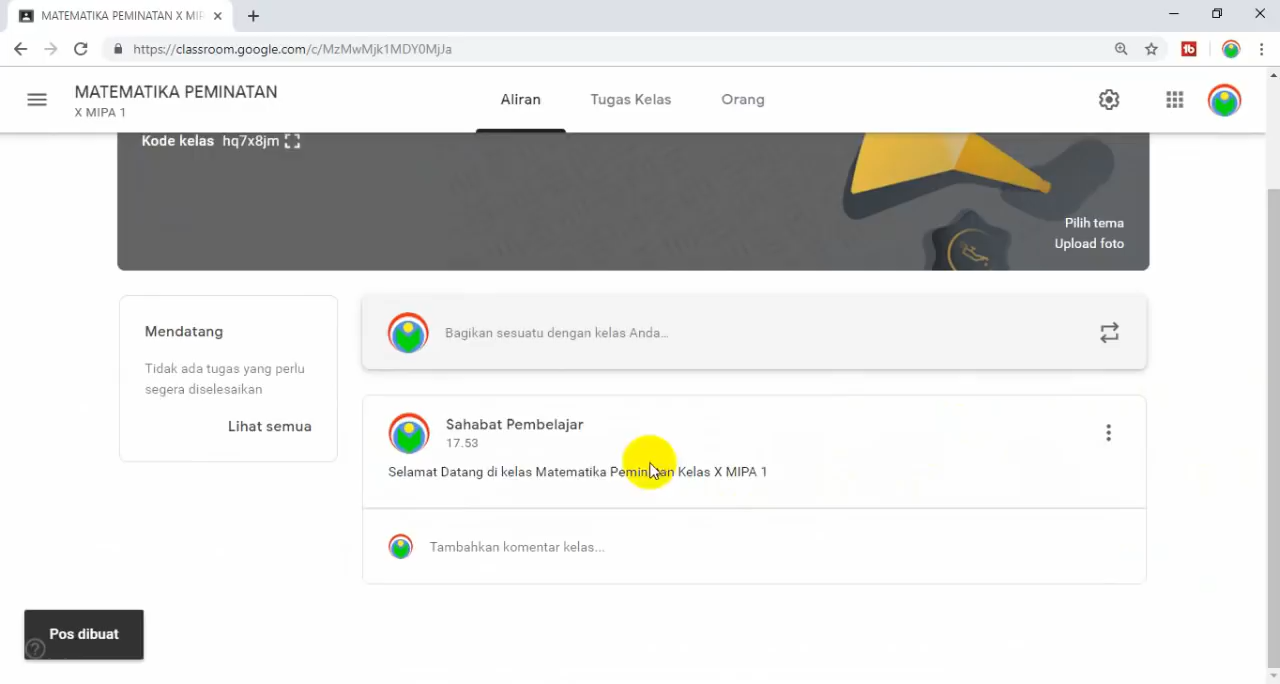 MATEMATIKA PEMINATAN X MIP
https://classroom.google.com/c/MzMwMjk1MDY0MjJa
MATEMATIKA PEMINATAN
X MIPA 1
Aliran
Tugas Kelas
Orang
Kode kelas hq7x8jm
Pilih tema
Upload foto
Mendatang
Tidak ada tugas yang perlu
segera diselesaikan
Lihat semua
Bagikan sesuatu dengan kelas Anda...
Sahabat Pembelajar
17.53
Selamat Datang di kelas Matematika Peminatan Kelas X MIPA 1
Tambahkan komentar kelas...
Pos dibuat